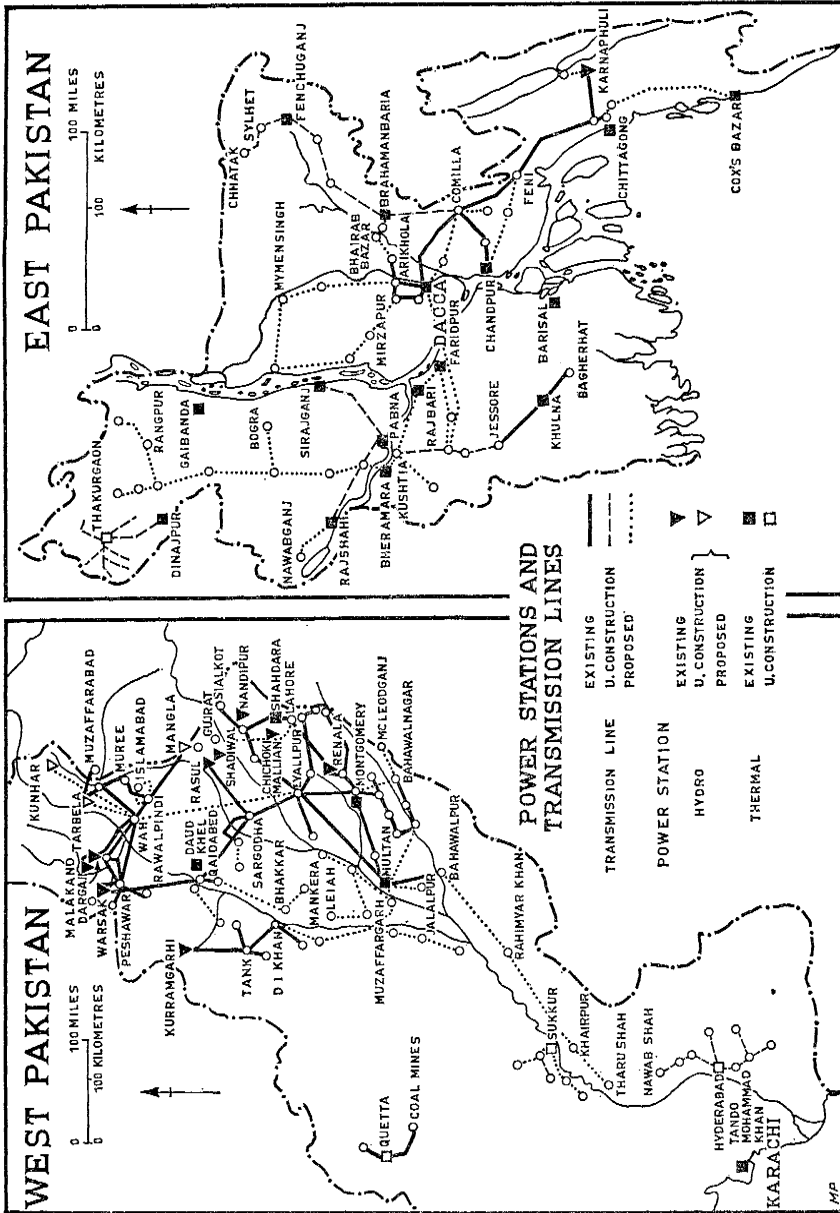 WEST PAKISTAN
0 100 MILES
0 100 KILOMETRES
KUNHAR
MUZAFFARABAD
MUREE
ISLAMABAD
MANGLA
TARBELA
WAH
RAWALPINDI
MALAKAND
DARGAI
WARSAK
PESHAWAR
GUJRAT
SIALKOT
NANDIPUR
SHAHDARA
LAHORE
RASUL
SHADIWAL
CHICHOKI
MALLIAN
LYALLPUR
RENALA
MONTGOMERY
MCLEODGANJ
BAHAWALNAGAR
DAUD
KHEL
QAIDABED
SARGODHA
BHAKKAR
MANKERA
LEIAH
KURRAMGARHI
TANK
D I KHAN
MUZAFFARGARH
MULTAN
JALALPUR
BAHAWALPUR
RAHIMYAR KHAN
QUETTA
COAL MINES
SUKKUR
KHAIRPUR
THARU SHAH
NAWAB SHAH
HYDERABAD
TANDO
MOHAMMAD
KHAN
KARACHI
MP
EAST PAKISTAN
0 100 MILES
0 100
KILOMETRES
THAKURGAON
RANGPUR
DINAJPUR
GAIBANDA
BOGRA
SIRAJGANJ
NAWABGANJ
RAJSHAHI
BHERAMARA
KUSHTIA
PABNA
RAJBARI
FARIDPUR
JESSORE
KHULNA
BAGHERHAT
MYMENSINGH
MIRZAPUR
BHAIRAB
BAZAR
ARIKHOLA
DACCA
CHHATAK
SYLHET
FENCHUGANJ
BRAHAMANBARIA
COMILLA
CHANDPUR
BARISAL
FENI
KARNAPHULI
CHITTAGONG
COX'S BAZAR
POWER STATIONS AND
TRANSMISSION LINES
TRANSMISSION LINE
EXISTING
U.CONSTRUCTION
PROPOSED
POWER STATION
HYDRO
EXISTING
U.CONSTRUCTION
PROPOSED
THERMAL
EXISTING
U.CONSTRUCTION